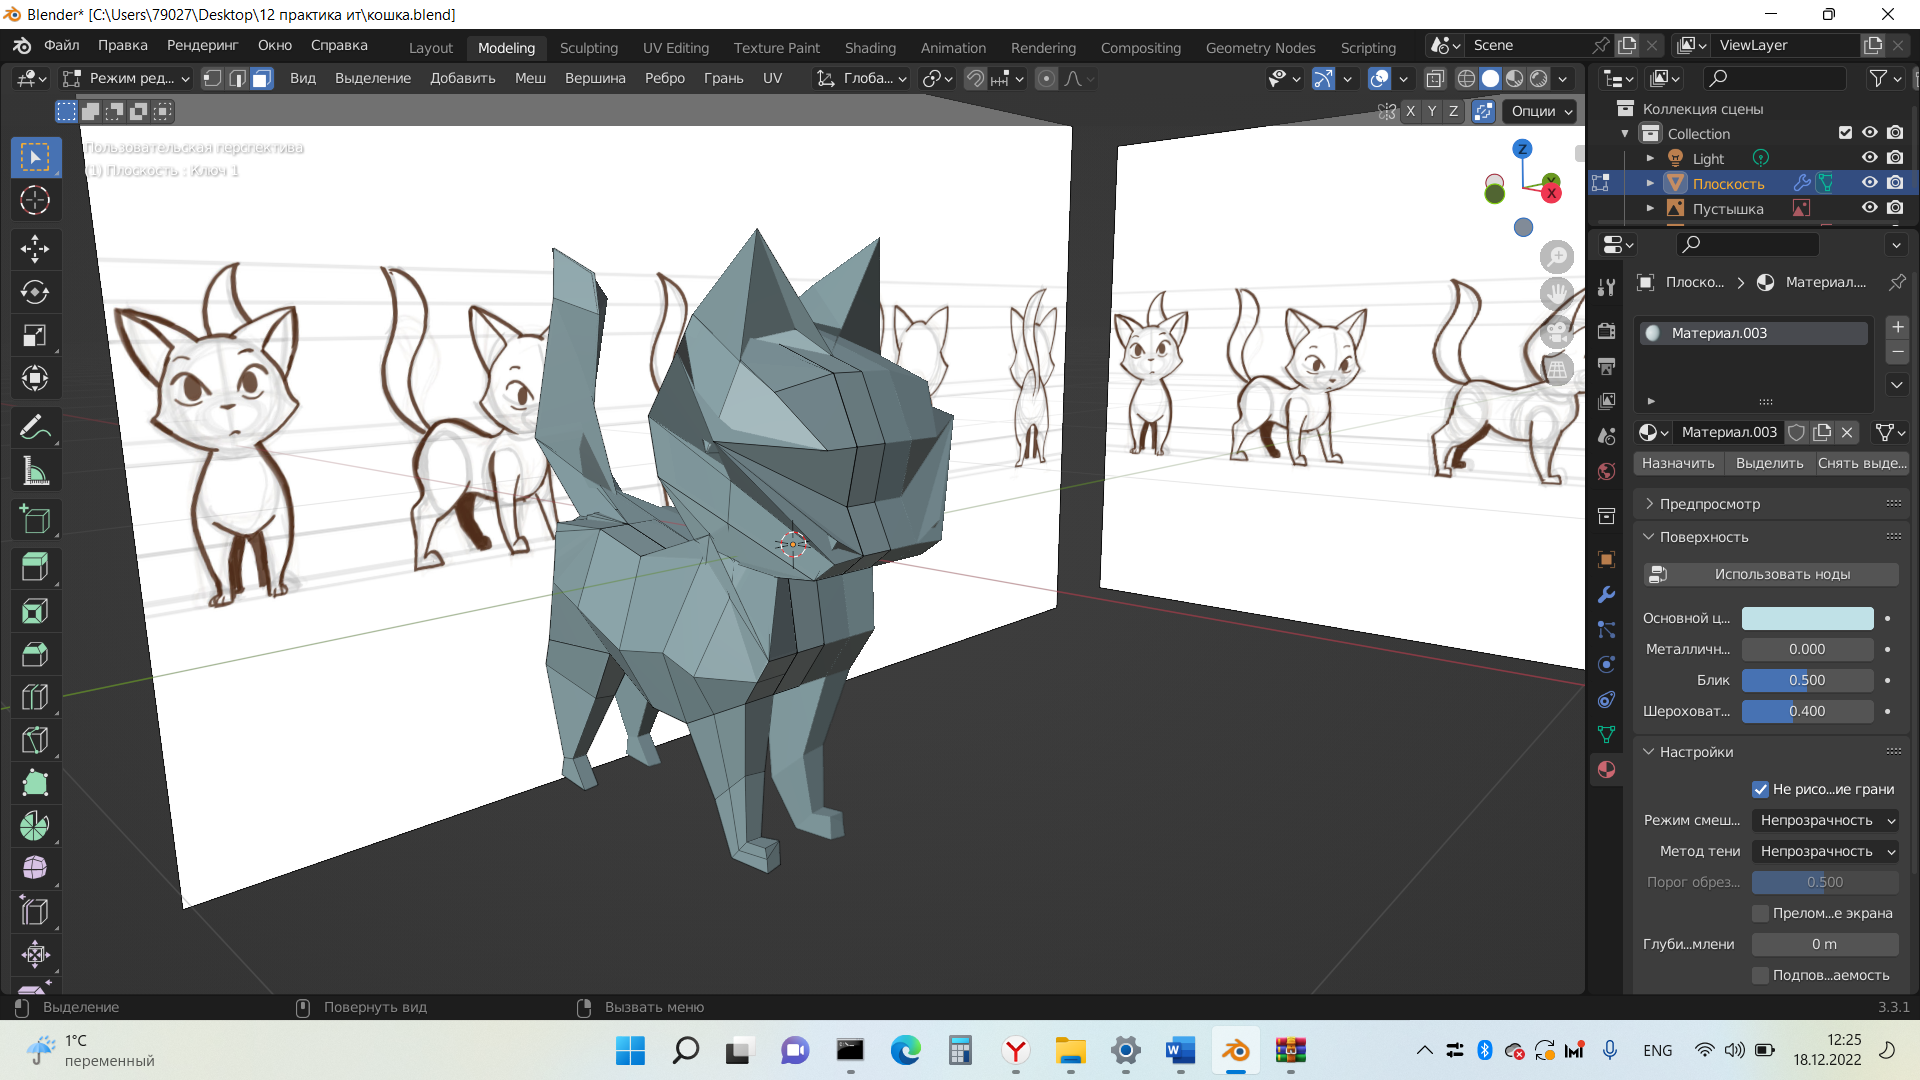 Blender* [C:\Users\79027\Desktop\12 практика ит\кошка.blend]
Файл Правка Рендеринг Окно Справка Layout Modeling Sculpting UV Editing Texture Paint Shading Animation Rendering Compositing Geometry Nodes Scripting Scene ViewLayer
Режим ред... Вид Выделение Добавить Меш Вершина Ребро Грань UV Глоба...
X Y Z Опции
Пользовательская перспектива
(1) Плоскость : Ключ 1
Z
Y
X
Коллекция сцены
Collection
Light
Плоскость
Пустышка
Плоско... Материал....
Материал.003
Материал.003
Назначить Выделить Снять выде...
Предпросмотр
Поверхность
Использовать ноды
Основной ц...
Металличн... 0.000
Блик 0.500
Шероховат... 0.400
Настройки
Не рисо...ие грани
Режим смеш... Непрозрачность
Метод тени Непрозрачность
Порог обрез... 0.500
Прелом...е экрана
Глуби...млени 0 m
Подпов...аемость
Выделение Повернуть вид Вызвать меню 3.3.1
1°C
переменный
ENG
12:25
18.12.2022